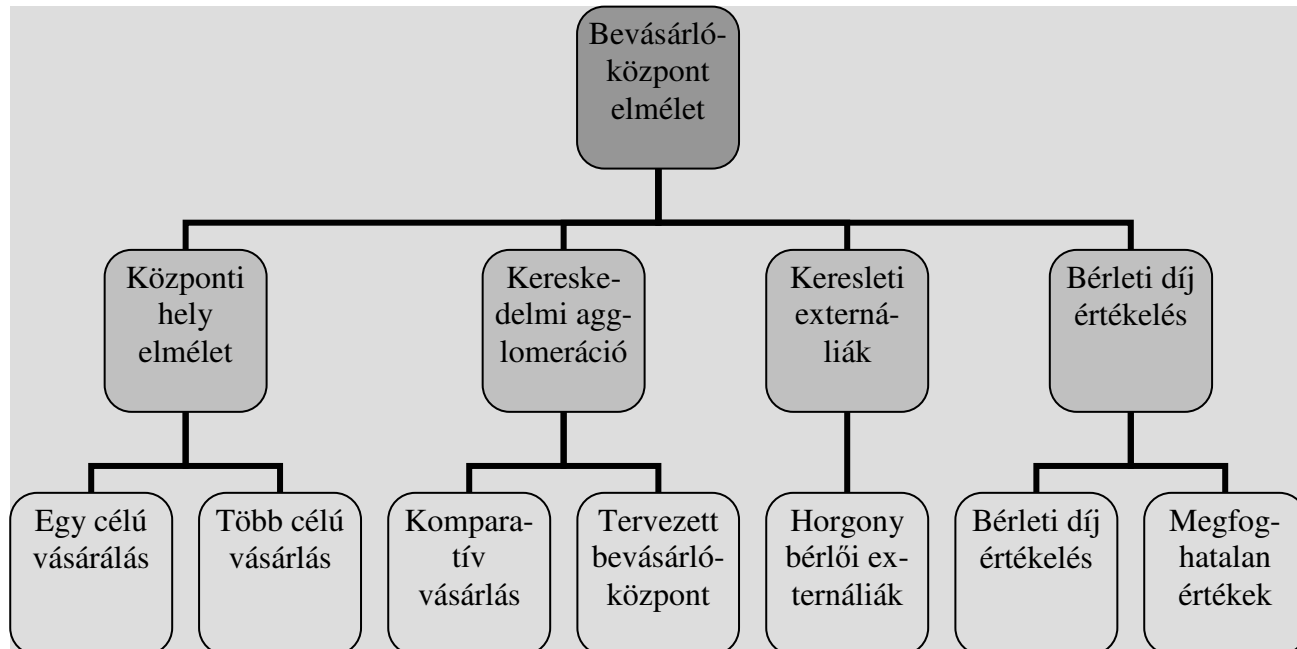 Bevásárló-
központ
elmélet
Központi
hely
elmélet
Kereske-
delmi agg-
lomeráció
Keresleti
externá-
liák
Bérleti díj
értékelés
Egy célú
vásárálás
Több célú
vásárlás
Kompara-
tív
vásárlás
Tervezett
bevásárló-
központ
Horgony
bérlői ex-
ternáliák
Bérleti díj
értékelés
Megfog-
hatalan
értékek